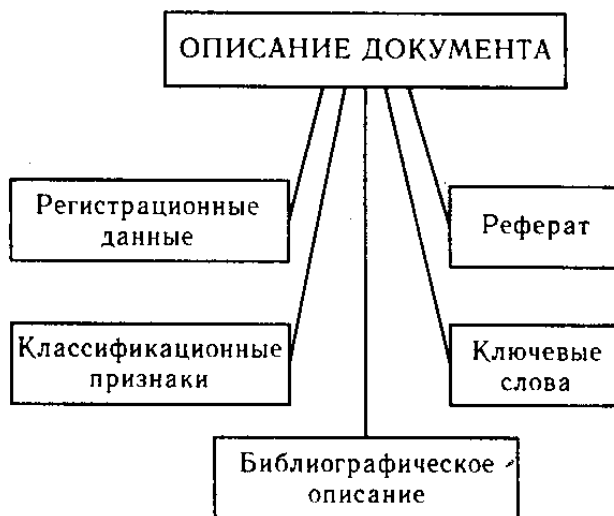 ОПИСАНИЕ ДОКУМЕНТА
Регистрационные
данные
Реферат
Классификационные
признаки
Ключевые
слова
Библиографическое
описание